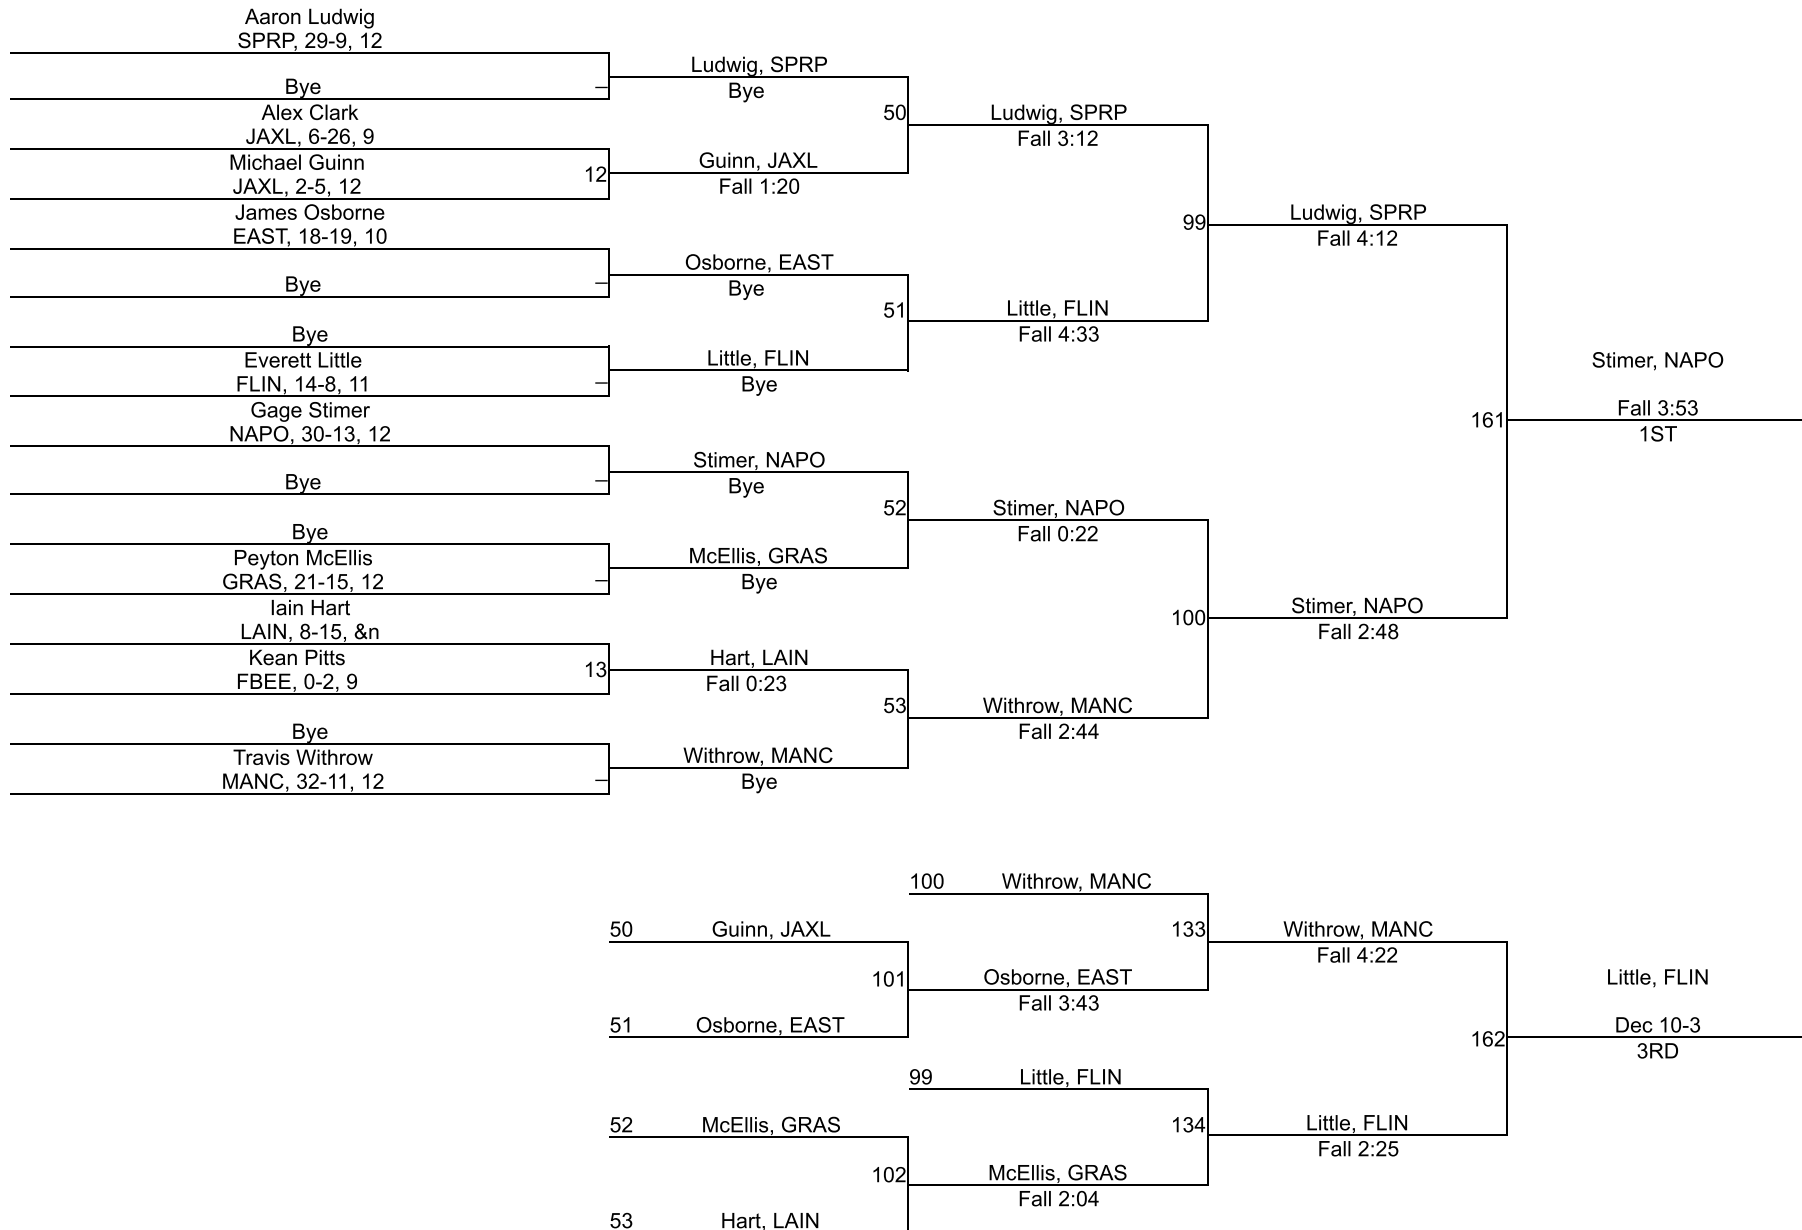 Aaron Ludwig
SPRP, 29-9, 12
Bye
–
Alex Clark
JAXL, 6-26, 9
Michael Guinn
JAXL, 2-5, 12
12
James Osborne
EAST, 18-19, 10
Bye
–
Bye
Everett Little
FLIN, 14-8, 11
–
Gage Stimer
NAPO, 30-13, 12
Bye
–
Bye
Peyton McEllis
GRAS, 21-15, 12
–
Iain Hart
LAIN, 8-15, &n
Kean Pitts
FBEE, 0-2, 9
13
Bye
Travis Withrow
MANC, 32-11, 12
–
Ludwig, SPRP
Bye
50
Guinn, JAXL
Fall 1:20
Osborne, EAST
Bye
51
Little, FLIN
Bye
Stimer, NAPO
Bye
52
McEllis, GRAS
Bye
Hart, LAIN
Fall 0:23
53
Withrow, MANC
Bye
Ludwig, SPRP
Fall 3:12
99
Little, FLIN
Fall 4:33
Stimer, NAPO
Fall 0:22
100
Withrow, MANC
Fall 2:44
Ludwig, SPRP
Fall 4:12
161
Stimer, NAPO
Fall 2:48
Stimer, NAPO
Fall 3:53
1ST
50 Guinn, JAXL
101
51 Osborne, EAST
52 McEllis, GRAS
102
53 Hart, LAIN
100 Withrow, MANC
133
Osborne, EAST
Fall 3:43
99 Little, FLIN
134
McEllis, GRAS
Fall 2:04
Withrow, MANC
Fall 4:22
162
Little, FLIN
Fall 2:25
Little, FLIN
Dec 10-3
3RD